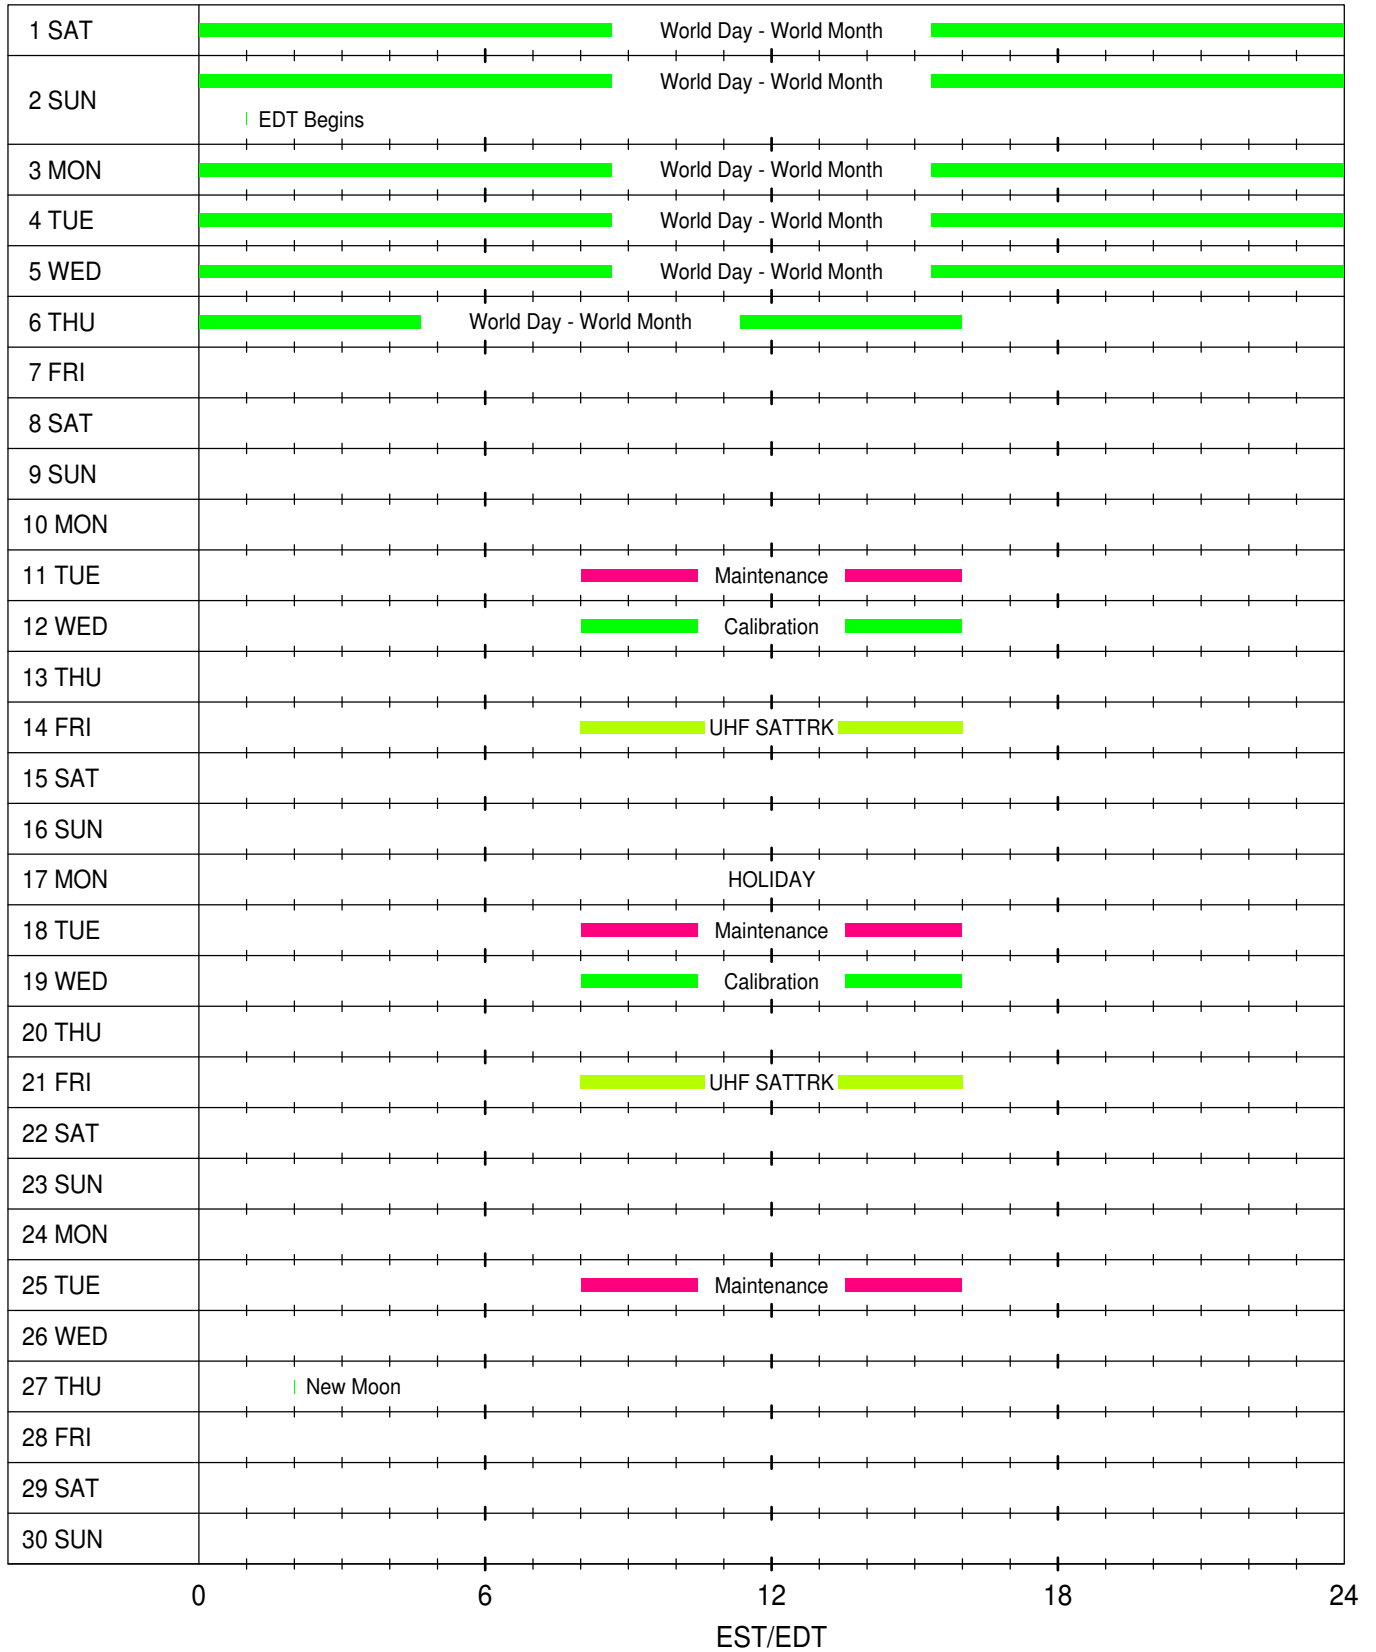 1 SAT World Day - World Month
2 SUN World Day - World Month
EDT Begins
3 MON World Day - World Month
4 TUE World Day - World Month
5 WED World Day - World Month
6 THU World Day - World Month
7 FRI
8 SAT
9 SUN
10 MON
11 TUE Maintenance
12 WED Calibration
13 THU
14 FRI UHF SATTRK
15 SAT
16 SUN
17 MON HOLIDAY
18 TUE Maintenance
19 WED Calibration
20 THU
21 FRI UHF SATTRK
22 SAT
23 SUN
24 MON
25 TUE Maintenance
26 WED
27 THU New Moon
28 FRI
29 SAT
30 SUN
0 6 12 18 24
EST/EDT